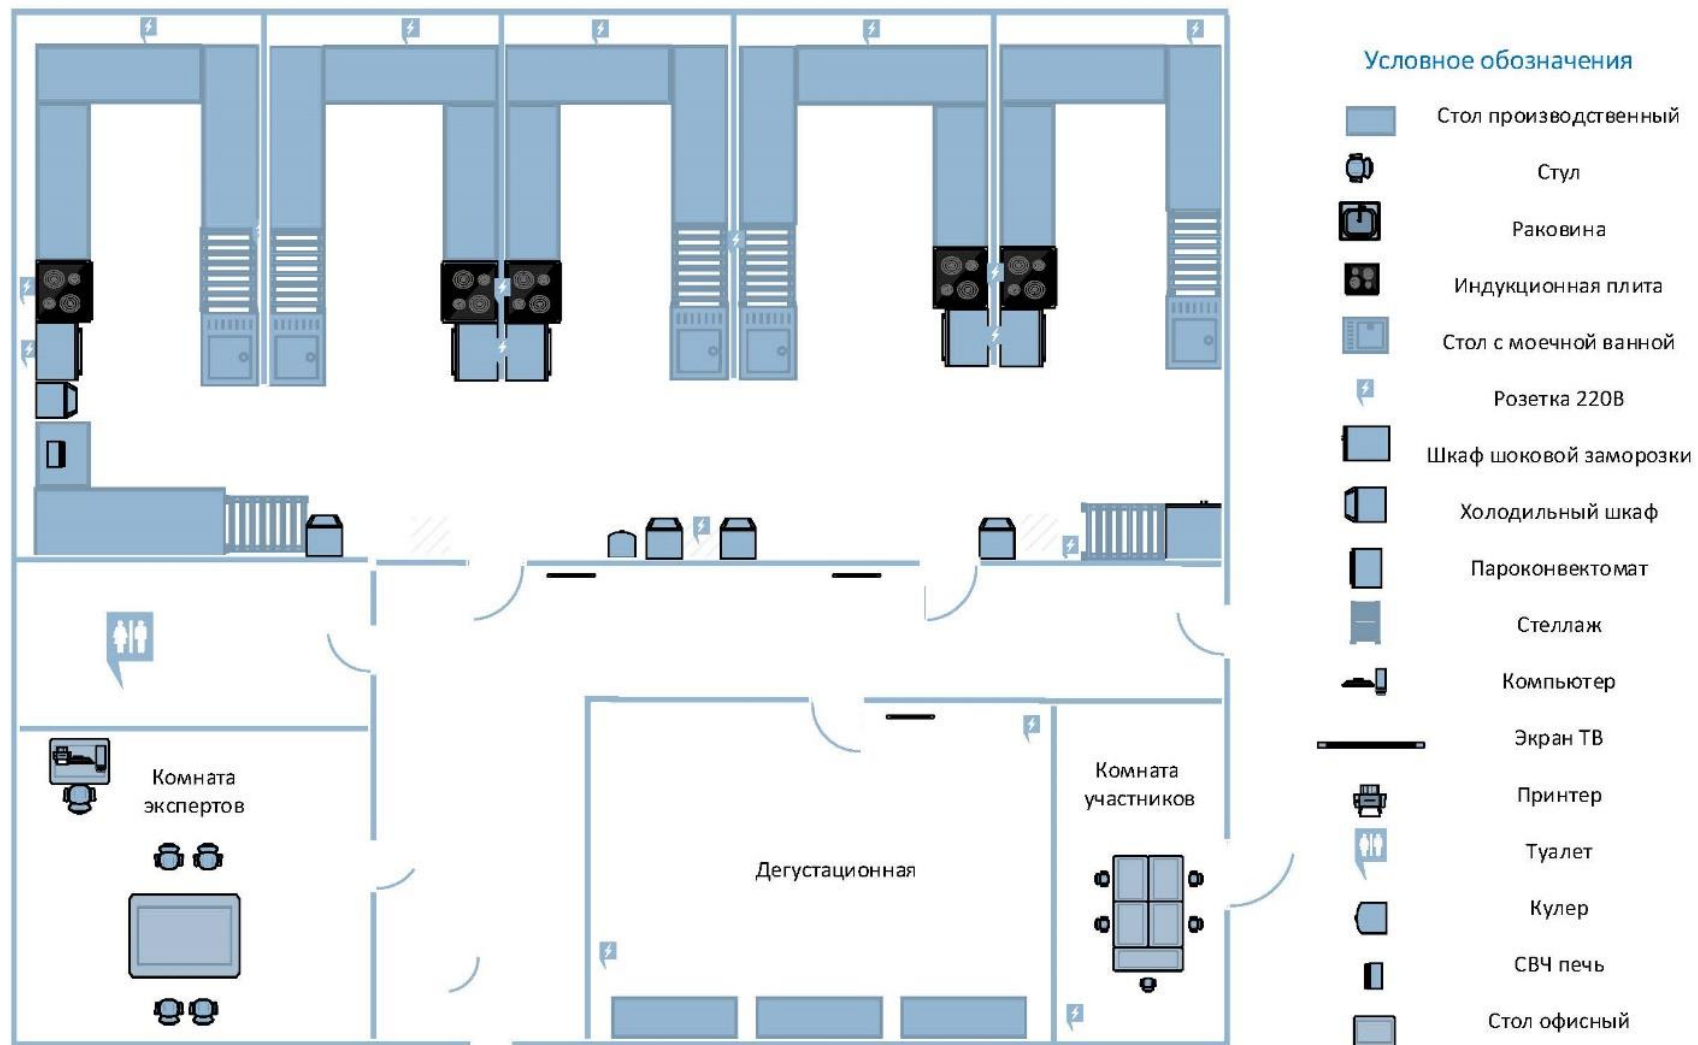 Условное обозначения
Стол производственный
Стул
Раковина
Индукционная плита
Стол с моечной ванной
Розетка 220В
Шкаф шоковой заморозки
Холодильный шкаф
Пароконвектомат
Стеллаж
Компьютер
Экран ТВ
Принтер
Туалет
Кулер
СВЧ печь
Стол офисный
Комната
экспертов
Дегустационная
Комната
участников